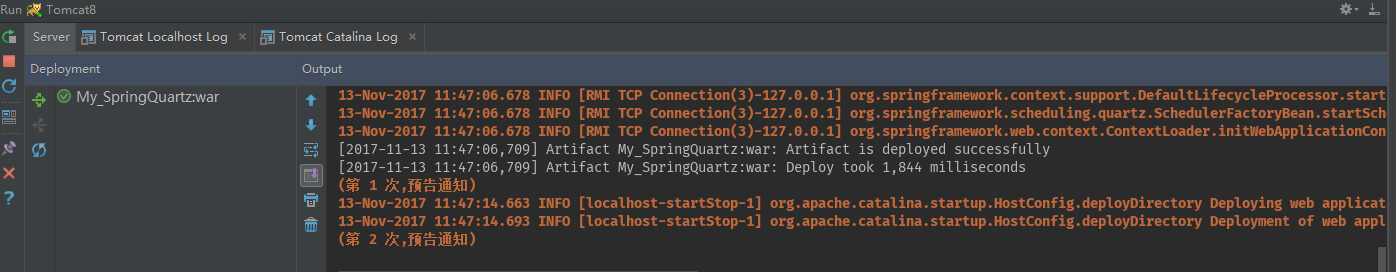 Run Tomcat8
Server Tomcat Localhost Log Tomcat Catalina Log
Deployment Output
My_SpringQuartz:war
13-Nov-2017 11:47:06.678 INFO [RMI TCP Connection(3)-127.0.0.1] org.springframework.context.support.DefaultLifecycleProcessor.start
13-Nov-2017 11:47:06.678 INFO [RMI TCP Connection(3)-127.0.0.1] org.springframework.scheduling.quartz.SchedulerFactoryBean.startSche
13-Nov-2017 11:47:06.678 INFO [RMI TCP Connection(3)-127.0.0.1] org.springframework.web.context.ContextLoader.initWebApplicationCon
[2017-11-13 11:47:06,709] Artifact My_SpringQuartz:war: Artifact is deployed successfully
[2017-11-13 11:47:06,709] Artifact My_SpringQuartz:war: Deploy took 1,844 milliseconds
(第 1 次,預告通知)
13-Nov-2017 11:47:14.663 INFO [localhost-startStop-1] org.apache.catalina.startup.HostConfig.deployDirectory Deploying web applicat
13-Nov-2017 11:47:14.693 INFO [localhost-startStop-1] org.apache.catalina.startup.HostConfig.deployDirectory Deployment of web appl
(第 2 次,預告通知)